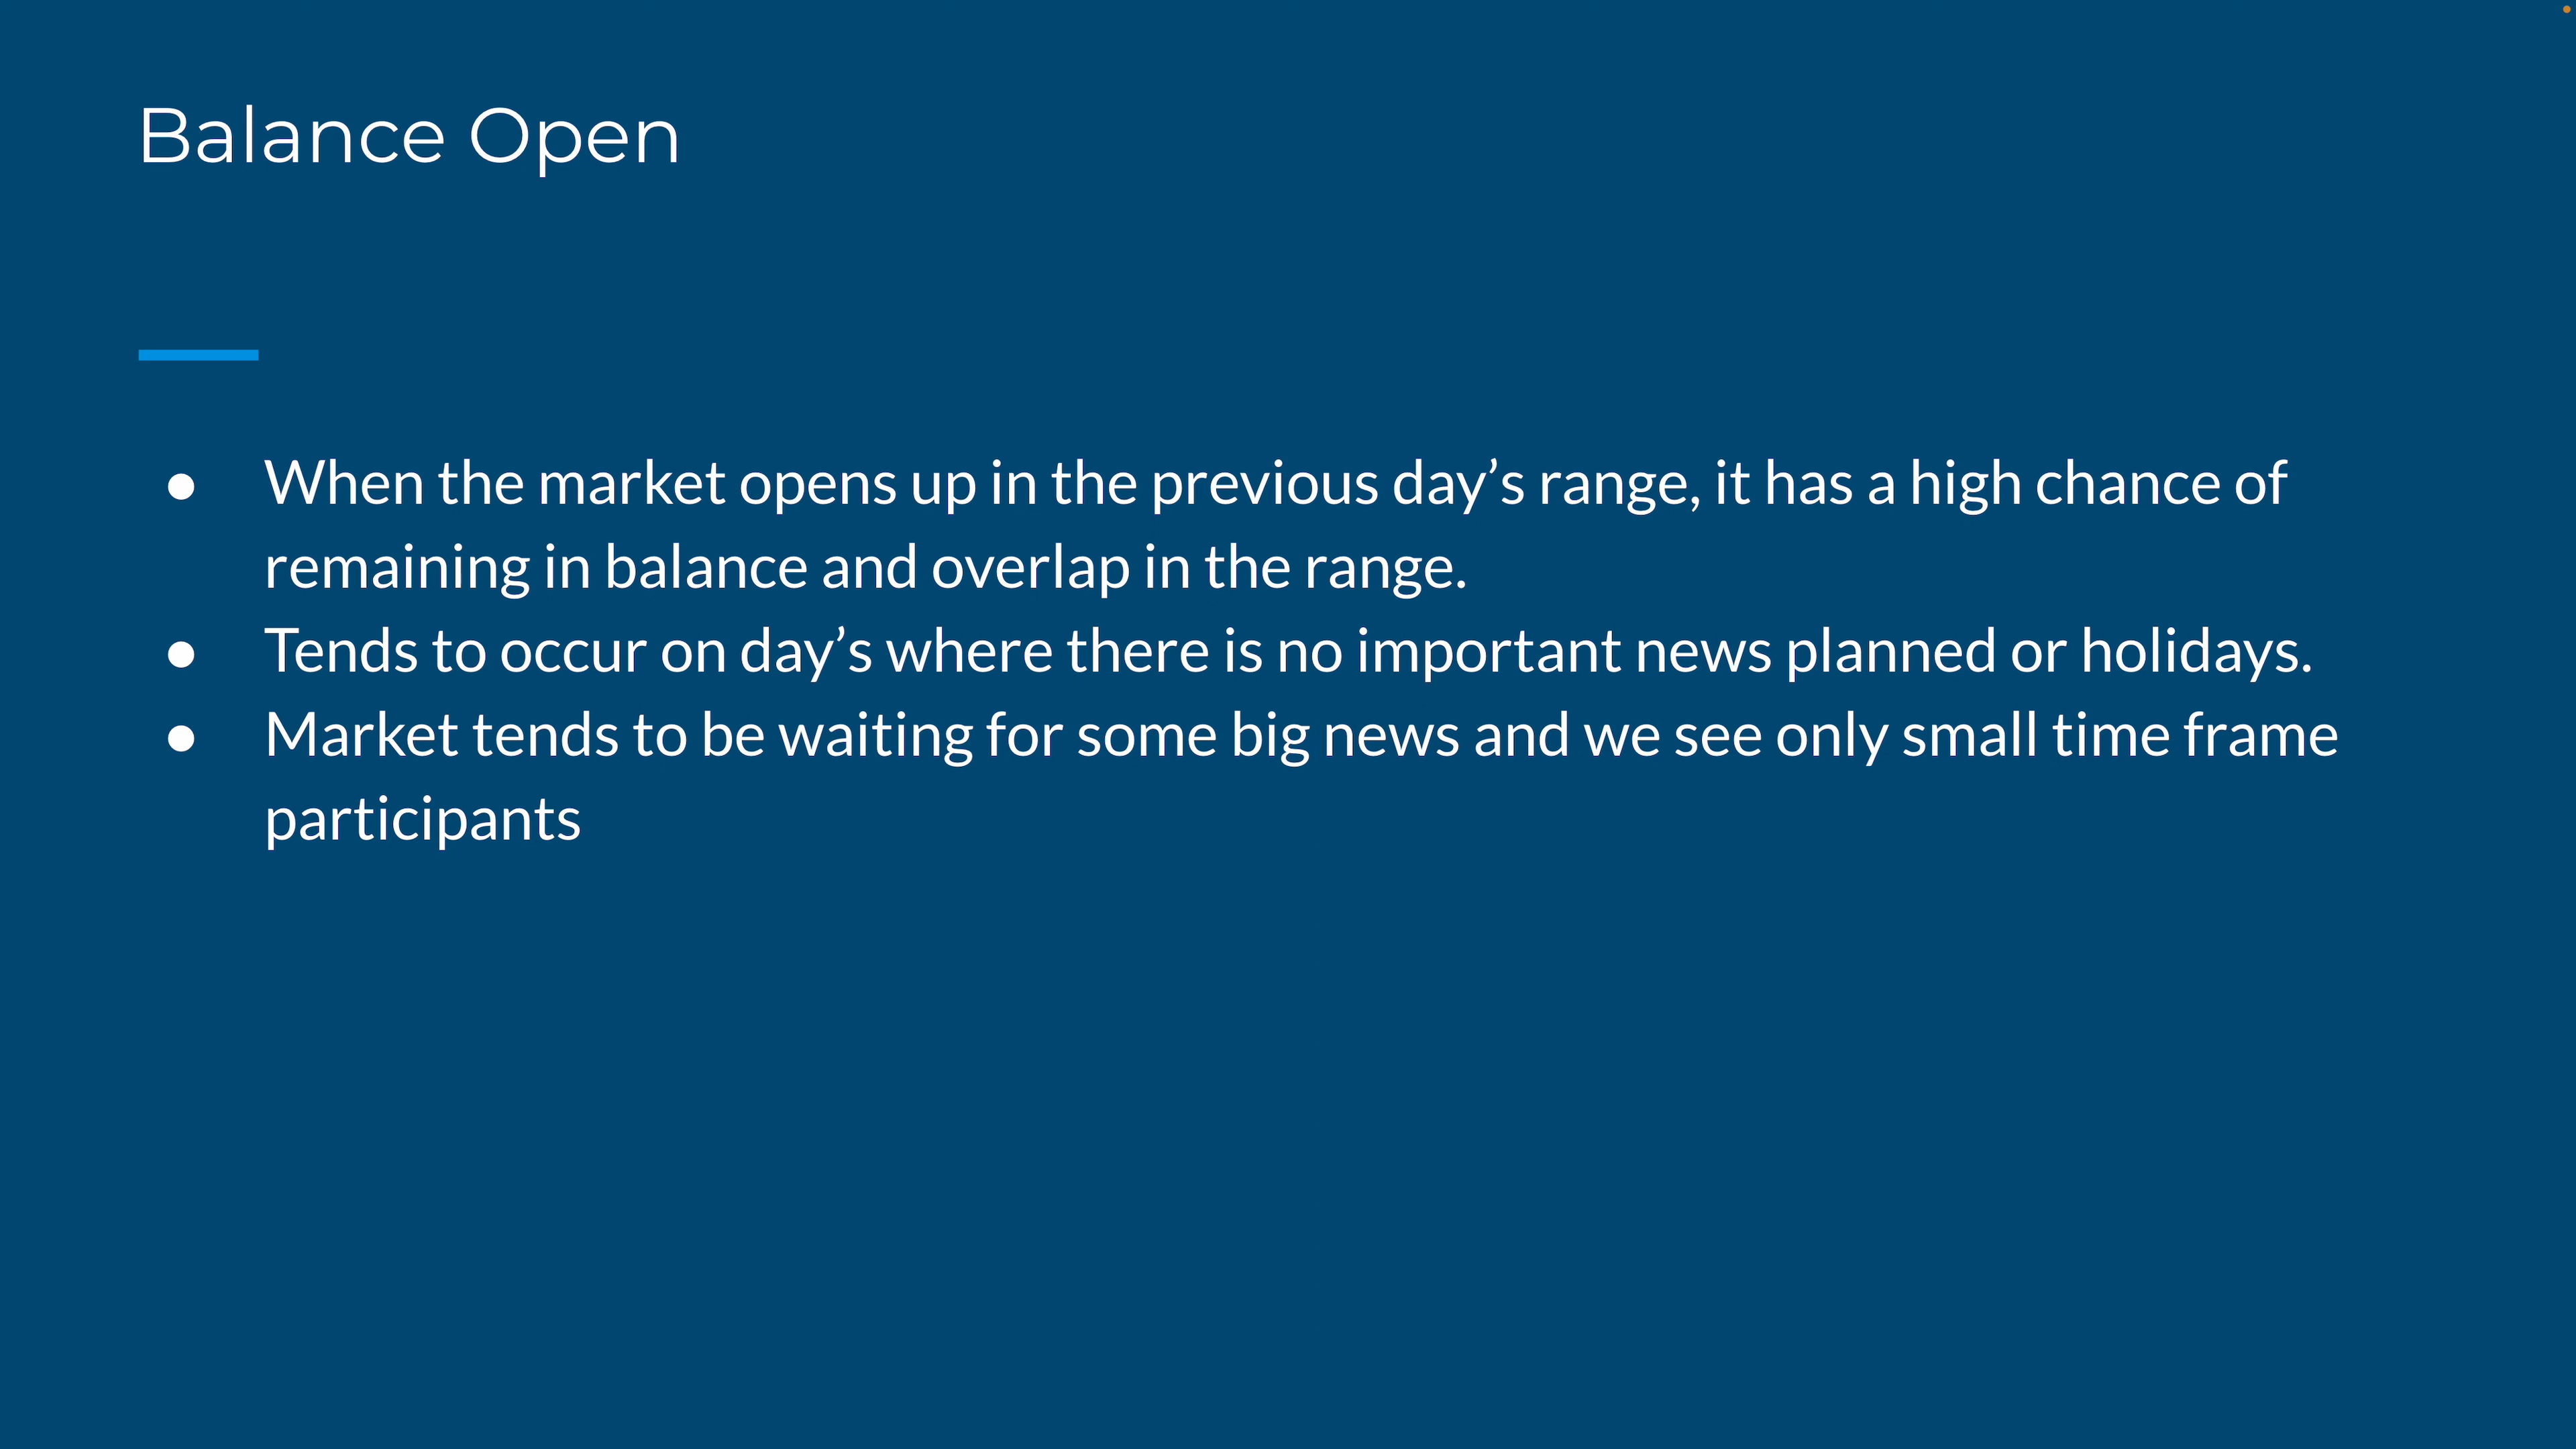 Balance Open
● When the market opens up in the previous day’s range, it has a high chance of
remaining in balance and overlap in the range.
● Tends to occur on day’s where there is no important news planned or holidays.
● Market tends to be waiting for some big news and we see only small time frame
participants